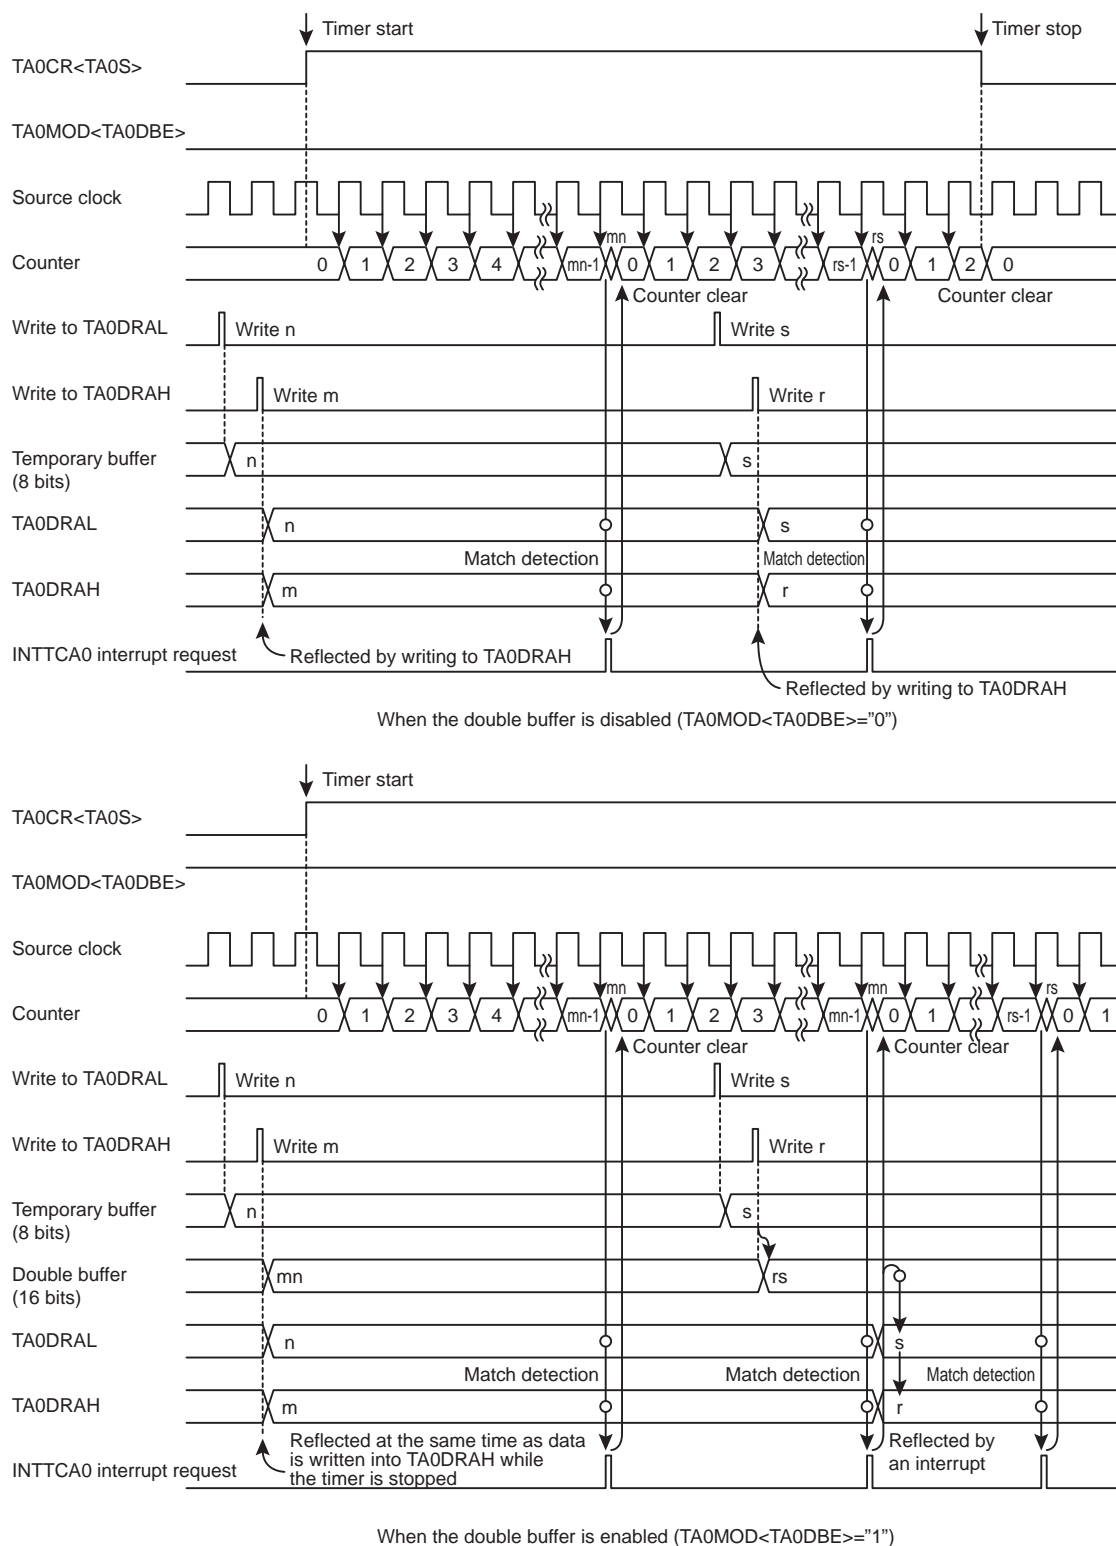 Timer start Timer stop
TA0CR<TA0S>
TA0MOD<TA0DBE>
Source clock
mn rs
Counter 0 1 2 3 4 mn-1 0 1 2 3 rs-1 0 1 2 0
Counter clear Counter clear
Write to TA0DRAL Write n Write s
Write to TA0DRAH Write m Write r
Temporary buffer n s
(8 bits)
TA0DRAL n s
Match detection Match detection
TA0DRAH m r
INTTCA0 interrupt request Reflected by writing to TA0DRAH
Reflected by writing to TA0DRAH
When the double buffer is disabled (TA0MOD<TA0DBE>=”0”)
Timer start
TA0CR<TA0S>
TA0MOD<TA0DBE>
Source clock
mn mn rs
Counter 0 1 2 3 4 mn-1 0 1 2 3 mn-1 0 1 rs-1 0 1
Counter clear Counter clear
Write to TA0DRAL Write n Write s
Write to TA0DRAH Write m Write r
Temporary buffer n s
(8 bits)
Double buffer mn rs
(16 bits)
TA0DRAL n s
Match detection Match detection Match detection
TA0DRAH m r
Reflected at the same time as data Reflected by
is written into TA0DRAH while an interrupt
INTTCA0 interrupt request the timer is stopped
When the double buffer is enabled (TA0MOD<TA0DBE>=”1”)